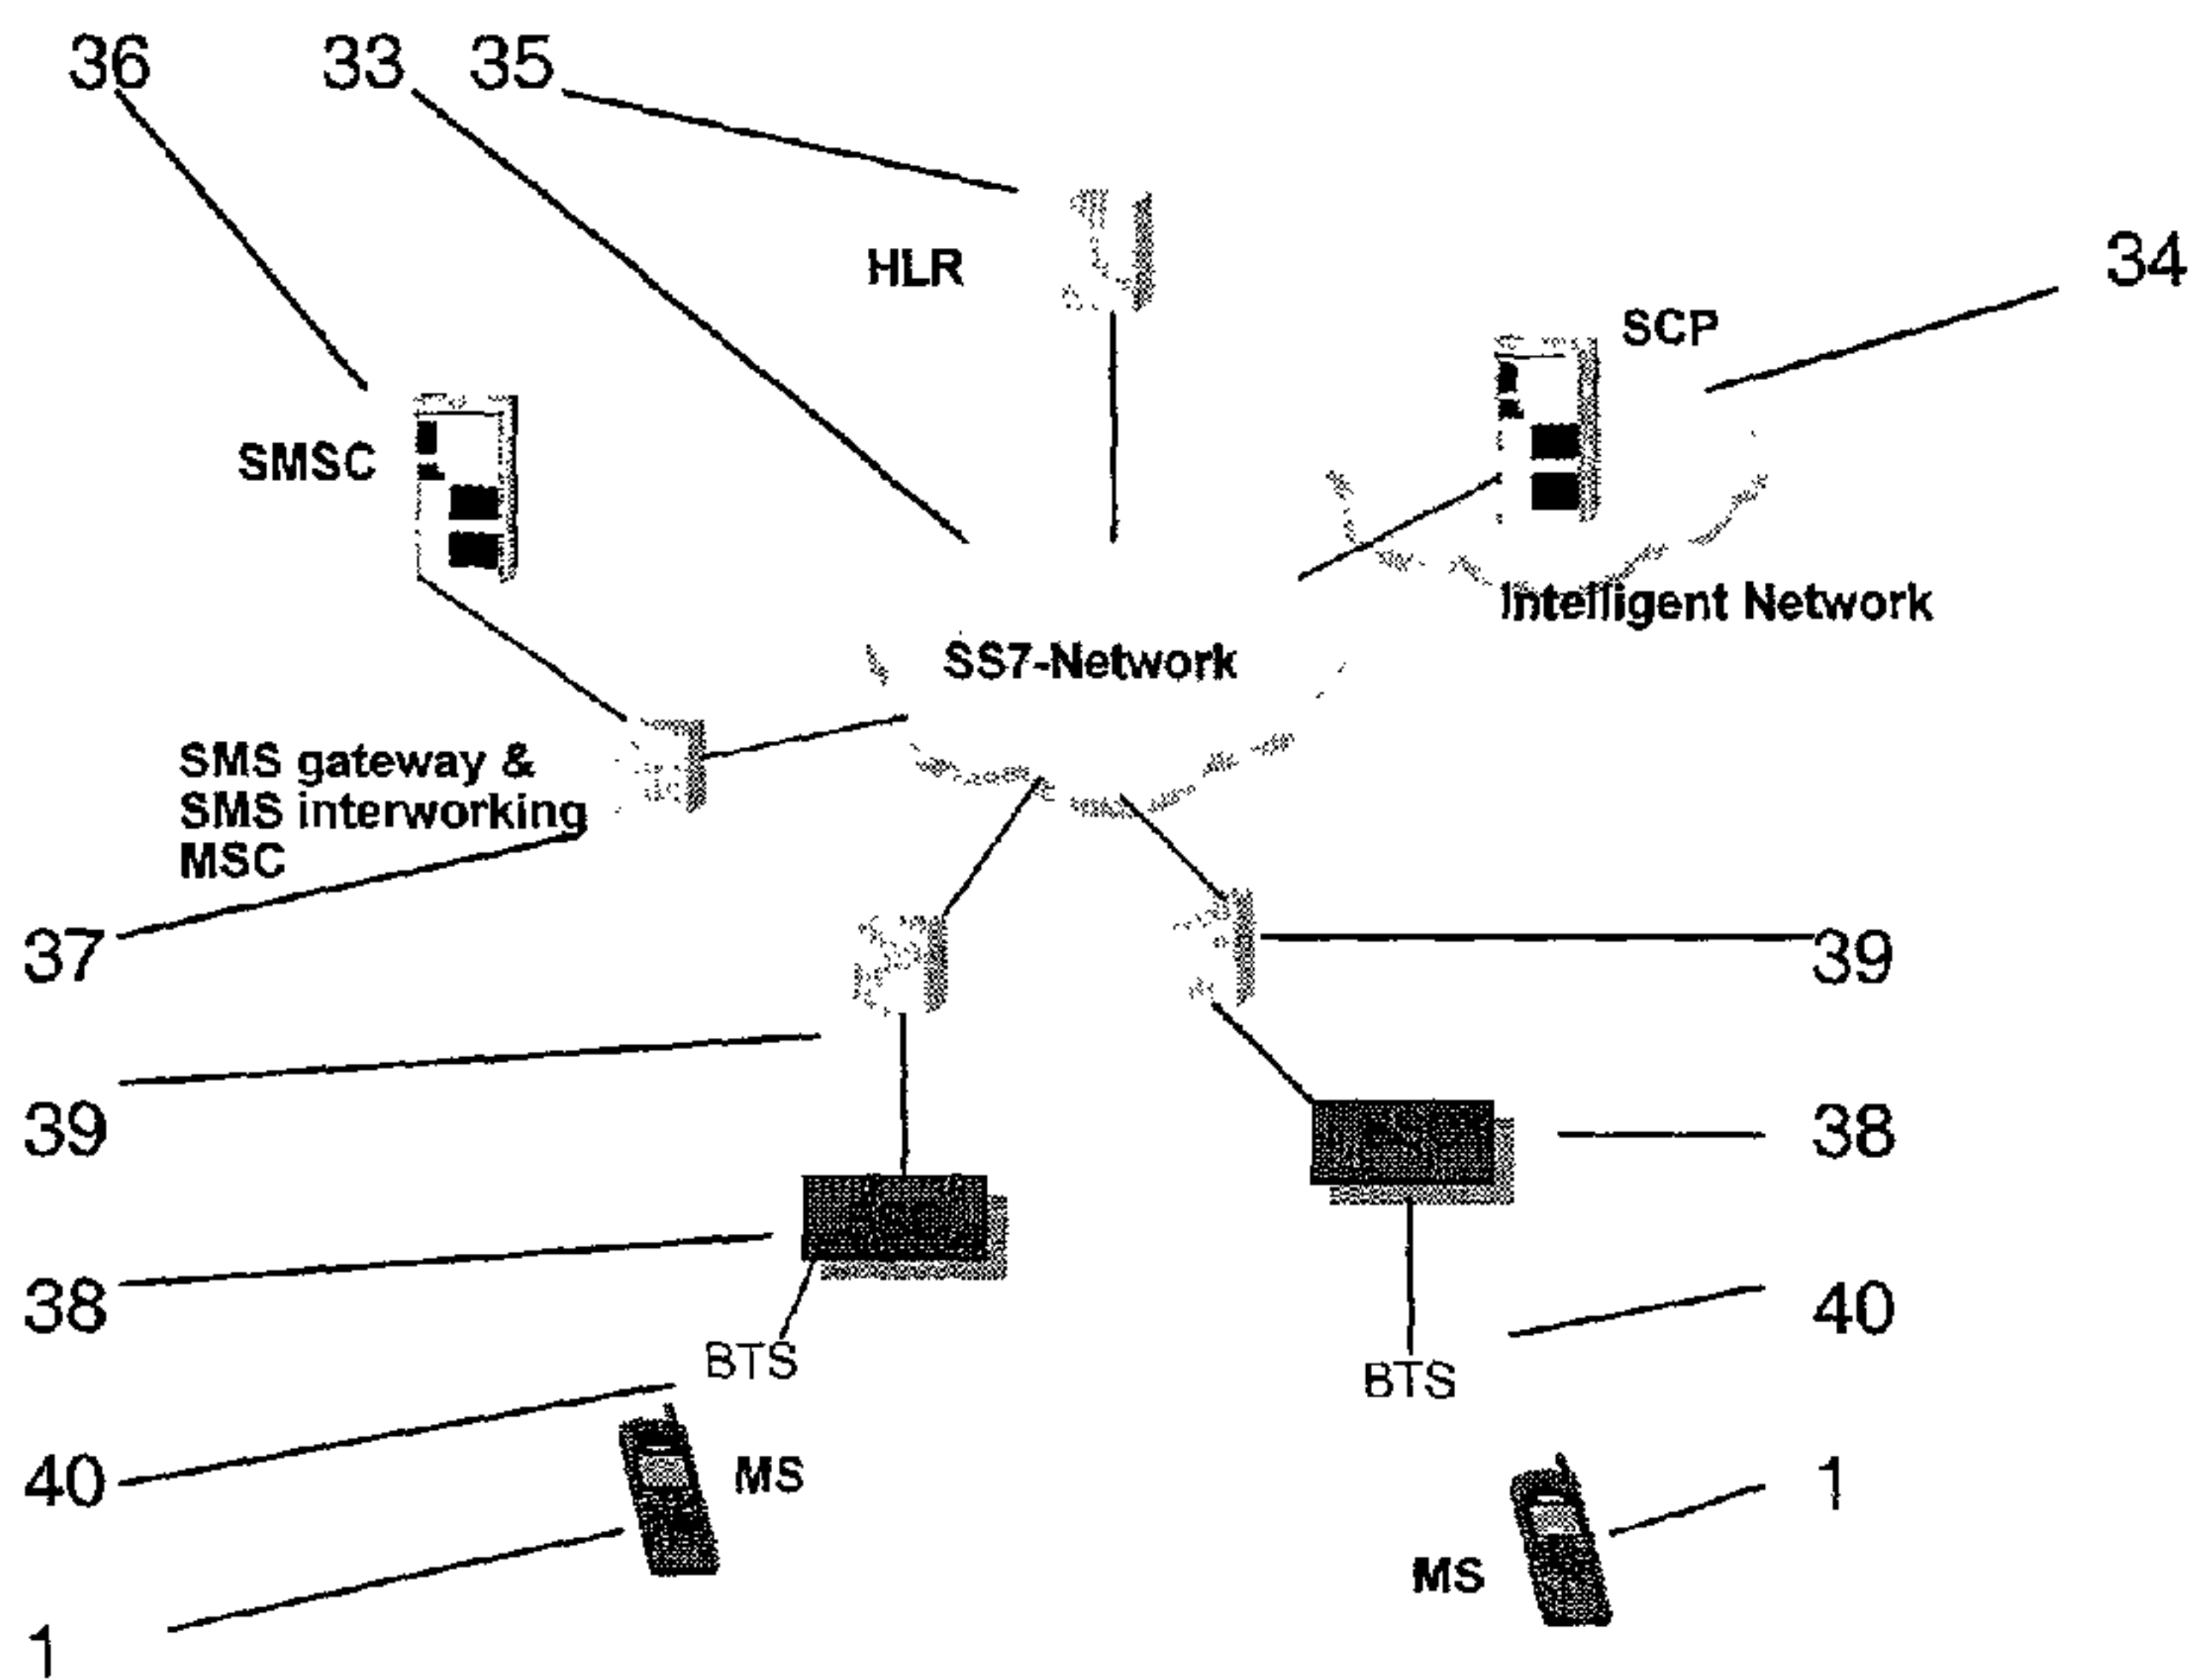 36
33
35
HLR
34
SCP
SMSC
Intelligent Network
SS7-Network
SMS gateway &
SMS interworking
MSC
37
39
39
38
38
40
BTS
BTS
40
MS
1
MS
1